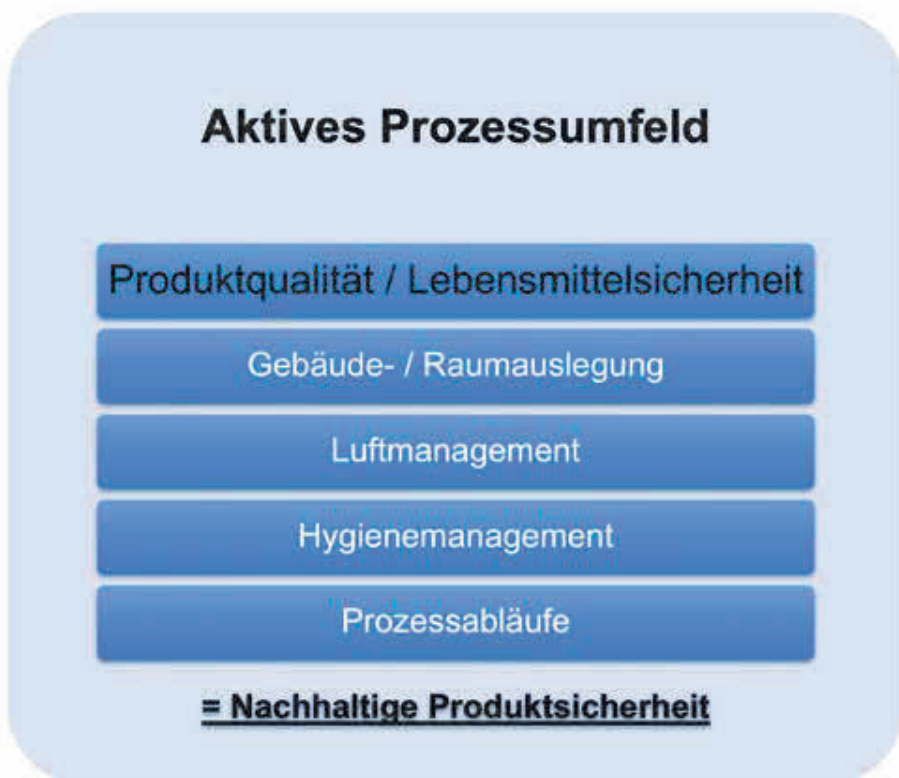 Aktives Prozessumfeld
Produktqualität / Lebensmittelsicherheit
Gebäude- / Raumauslegung
Luftmanagement
Hygienemanagement
Prozessabläufe
= Nachhaltige Produktsicherheit